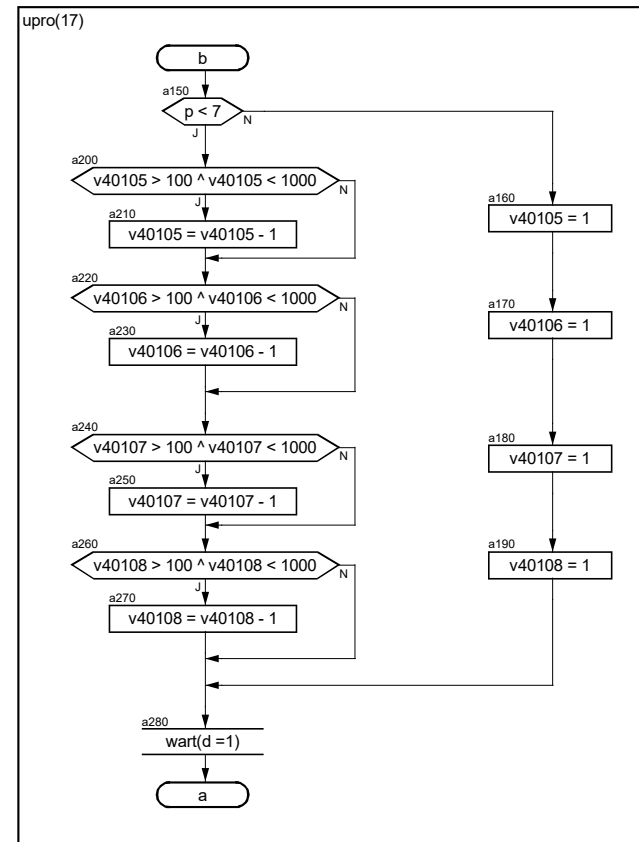 upro(17)
b
a150
p < 7
N
J
a200
v40105 > 100 ^ v40105 < 1000
N
J
a210
v40105 = v40105 - 1
a220
v40106 > 100 ^ v40106 < 1000
N
J
a230
v40106 = v40106 - 1
a240
v40107 > 100 ^ v40107 < 1000
N
J
a250
v40107 = v40107 - 1
a260
v40108 > 100 ^ v40108 < 1000
N
J
a270
v40108 = v40108 - 1
a160
v40105 = 1
a170
v40106 = 1
a180
v40107 = 1
a190
v40108 = 1
a280
wart(d =1)
a